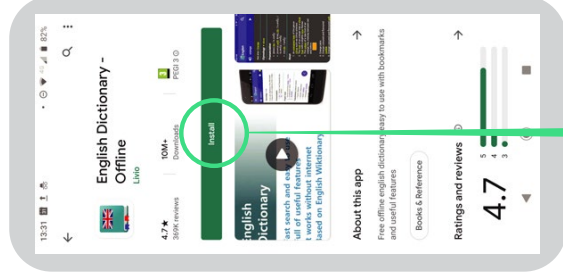 13:31
82%
English Dictionary -
Offline
Livio
4.7★
369K reviews
10M+
Downloads
3
PEGI 3
Install
English
Dictionary
ast search and easy
ull of useful features
t works without internet
ased on English Wiktionary
About this app
Free offline english dictionary easy to use with bookmarks
and useful features
Books & Reference
Ratings and reviews
4.7
5
4
3